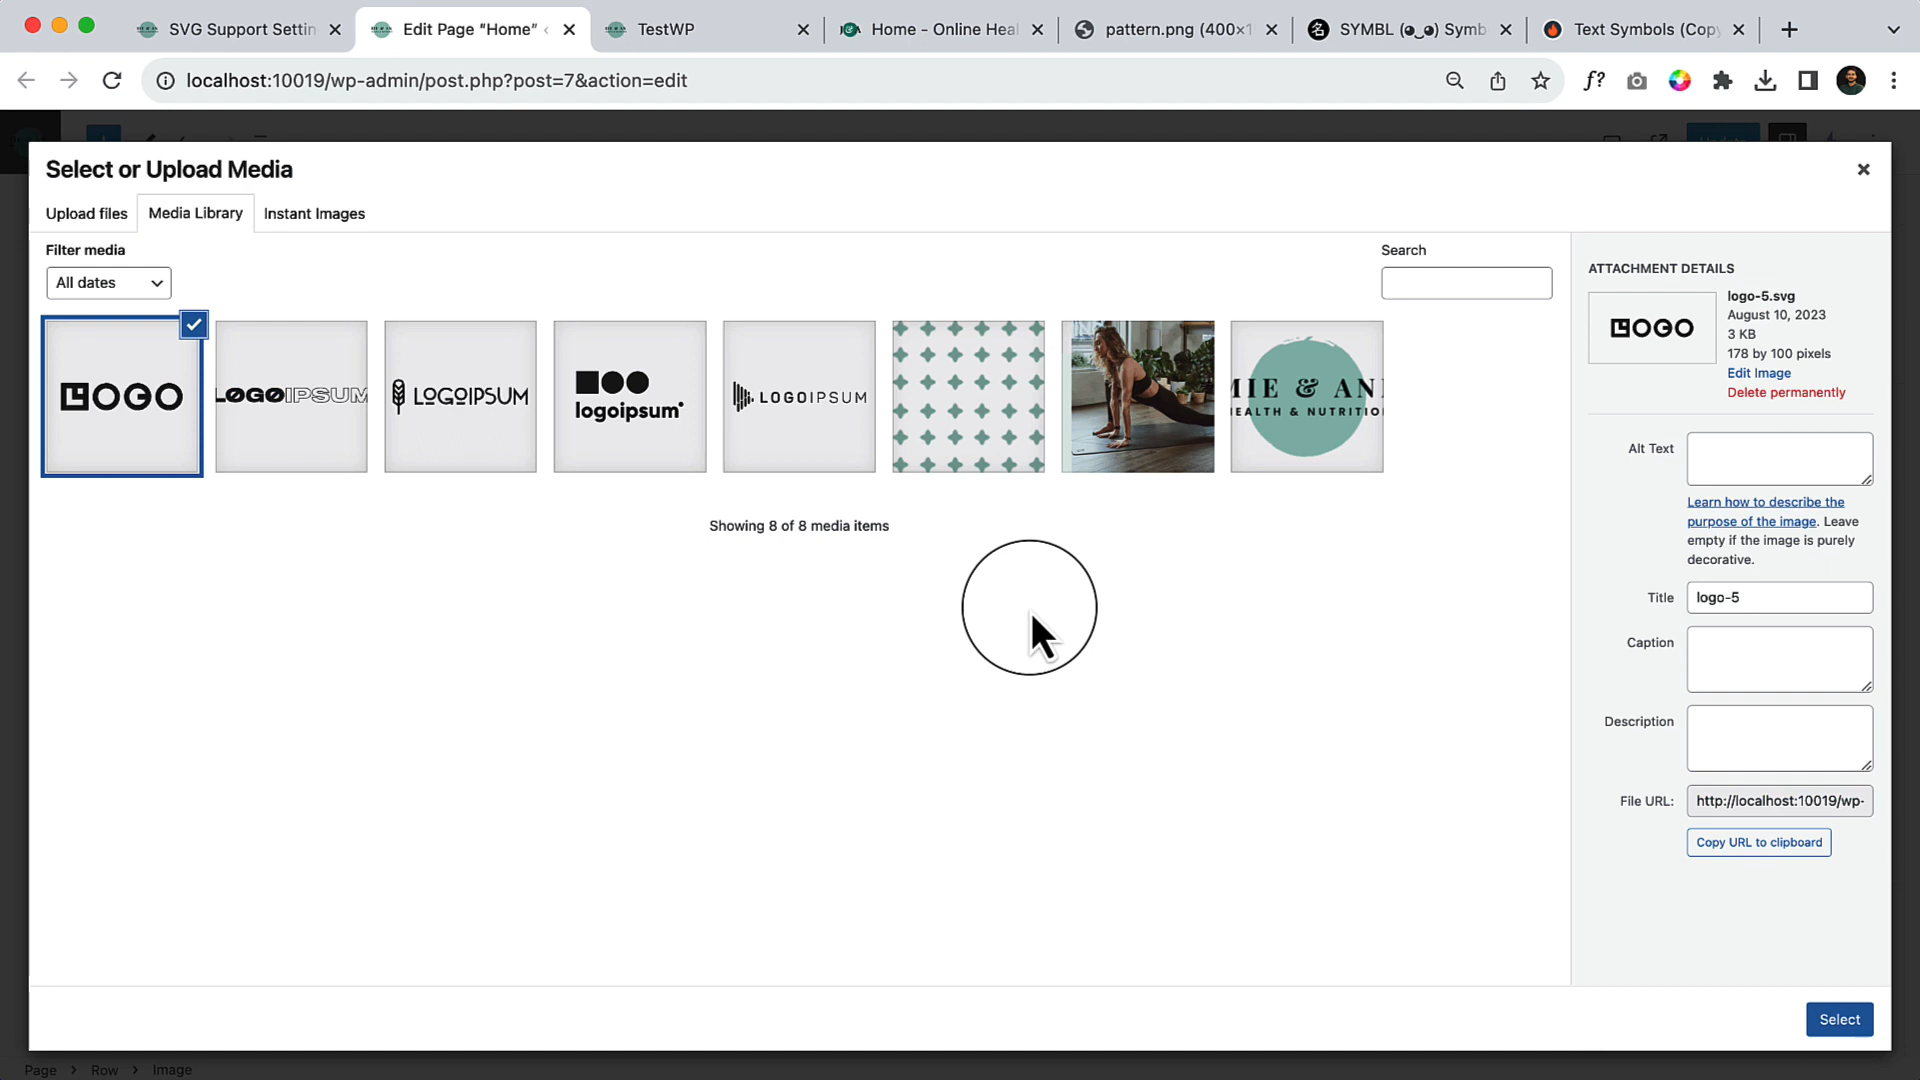 SVG Support Settin
Edit Page “Home” ‹
TestWP
Home - Online Heal
pattern.png (400×1
SYMBL (◕‿◕) Symb
Text Symbols (Copy
localhost:10019/wp-admin/post.php?post=7&action=edit
f?
Select or Upload Media
Upload files
Media Library
Instant Images
Filter media
All dates
Search
LOGO
LOGOIPSUM
LOGOIPSUM
logoipsum
LOGOIPSUM
MIE & AN
HEALTH & NUTRITIO
Showing 8 of 8 media items
ATTACHMENT DETAILS
LOGO
logo-5.svg
August 10, 2023
3 KB
178 by 100 pixels
Edit Image
Delete permanently
Alt Text
Learn how to describe the
purpose of the image. Leave
empty if the image is purely
decorative.
Title
logo-5
Caption
Description
File URL:
http://localhost:10019/wp-
Copy URL to clipboard
Select
Page › Row › Image